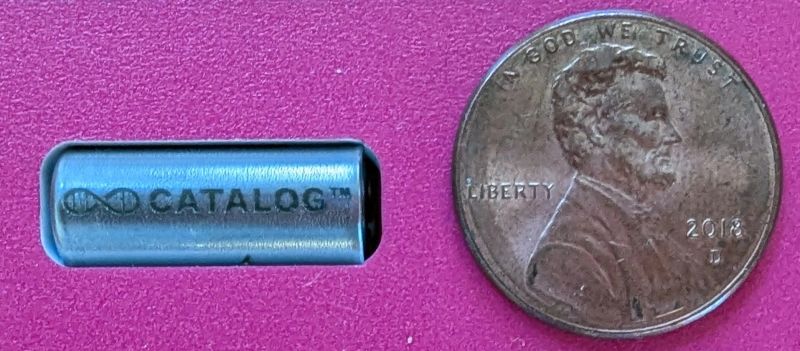 CATALOG™
IN GOD WE TRUST
LIBERTY
2018
D